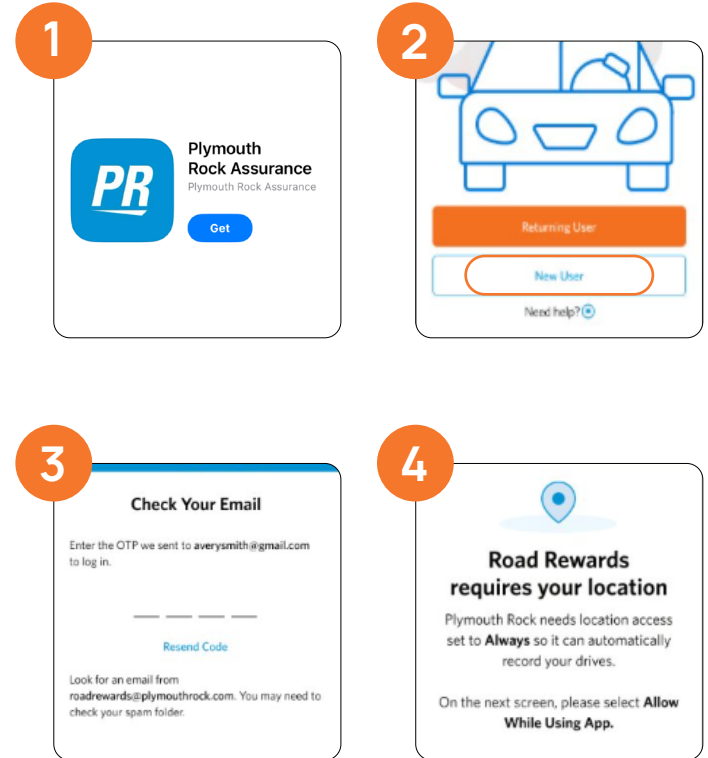 1
PR
Plymouth
Rock Assurance
Plymouth Rock Assurance
Get
2
Returning User
New User
Need help?
3
Check Your Email
Enter the OTP we sent to averysmith@gmail.com
to log in.
Resend Code
Look for an email from
roadrewards@plymouthrock.com. You may need to
check your spam folder.
4
Road Rewards
requires your location
Plymouth Rock needs location access
set to Always so it can automatically
record your drives.
On the next screen, please select Allow
While Using App.